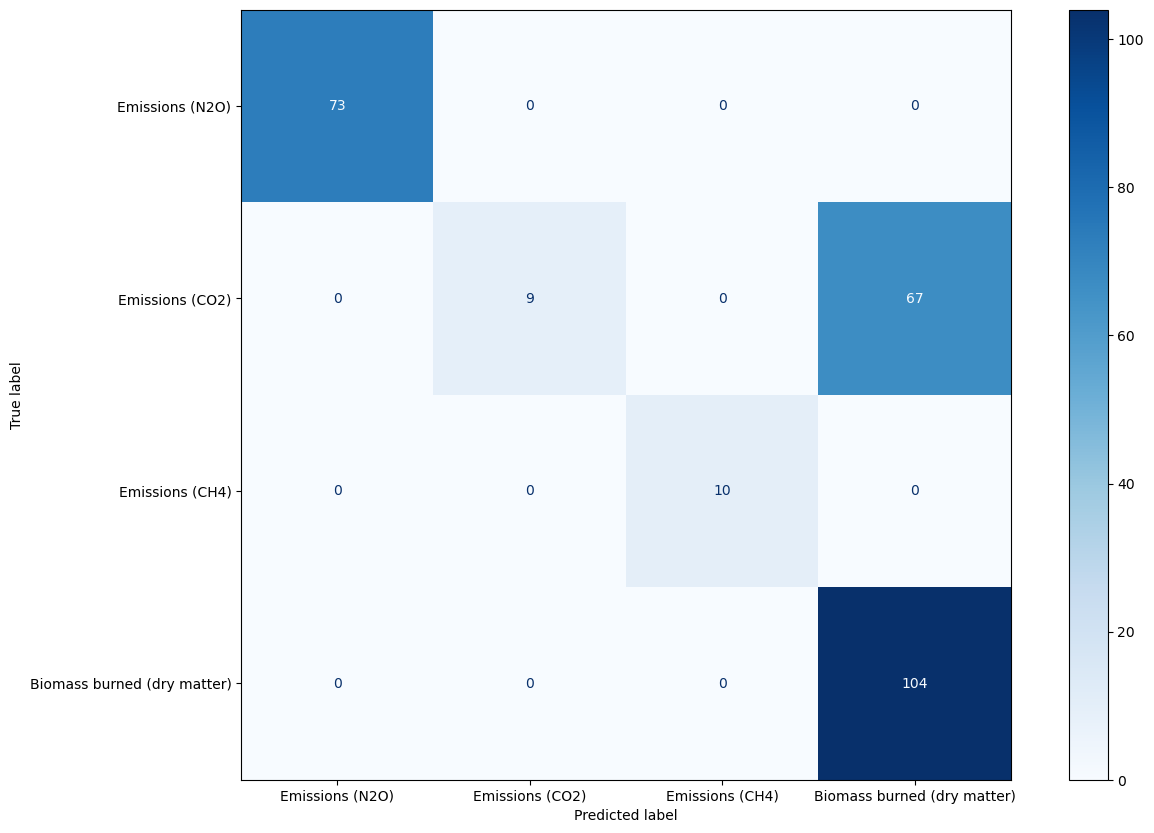 Emissions (N2O) 73 0 0 0
Emissions (CO2) 0 9 0 67
Emissions (CH4) 0 0 10 0
Biomass burned (dry matter) 0 0 0 104
True label
Emissions (N2O) Emissions (CO2) Emissions (CH4) Biomass burned (dry matter)
Predicted label
100
80
60
40
20
0